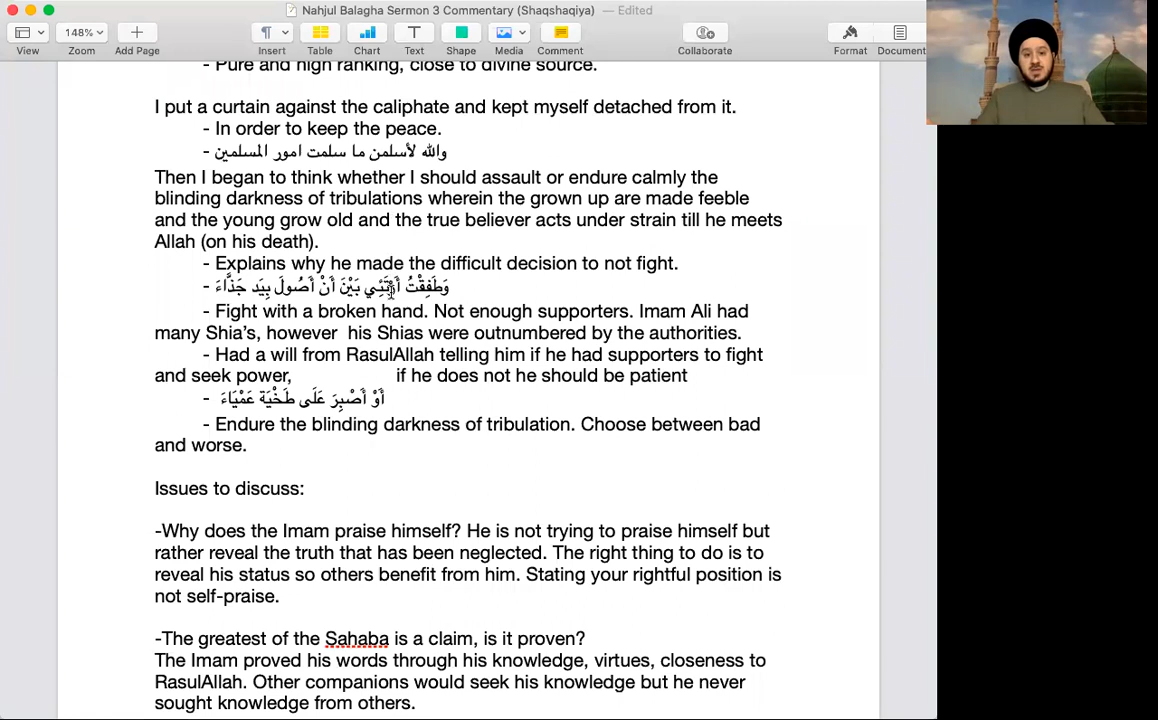 Nahjul Balagha Sermon 3 Commentary (Shaqshaqiya) — Edited
148%
View Zoom Add Page Insert Table Chart Text Shape Media Comment Collaborate Format Document
- Pure and high ranking, close to divine source.
I put a curtain against the caliphate and kept myself detached from it.
- In order to keep the peace.
- والله لأسلمن ما سلمت امور المسلمين
Then I began to think whether I should assault or endure calmly the
blinding darkness of tribulations wherein the grown up are made feeble
and the young grow old and the true believer acts under strain till he meets
Allah (on his death).
- Explains why he made the difficult decision to not fight.
- وَطَفِقْتُ أَرْتَئِي بَيْنَ أَنْ أَصُولَ بِيَد جَذَّاءَ
- Fight with a broken hand. Not enough supporters. Imam Ali had
many Shia's, however his Shias were outnumbered by the authorities.
- Had a will from RasulAllah telling him if he had supporters to fight
and seek power, if he does not he should be patient
- أَوْ أَصْبِرَ عَلَى طَخْيَة عَمْيَاءَ
- Endure the blinding darkness of tribulation. Choose between bad
and worse.
Issues to discuss:
-Why does the Imam praise himself? He is not trying to praise himself but
rather reveal the truth that has been neglected. The right thing to do is to
reveal his status so others benefit from him. Stating your rightful position is
not self-praise.
-The greatest of the Sahaba is a claim, is it proven?
The Imam proved his words through his knowledge, virtues, closeness to
RasulAllah. Other companions would seek his knowledge but he never
sought knowledge from others.